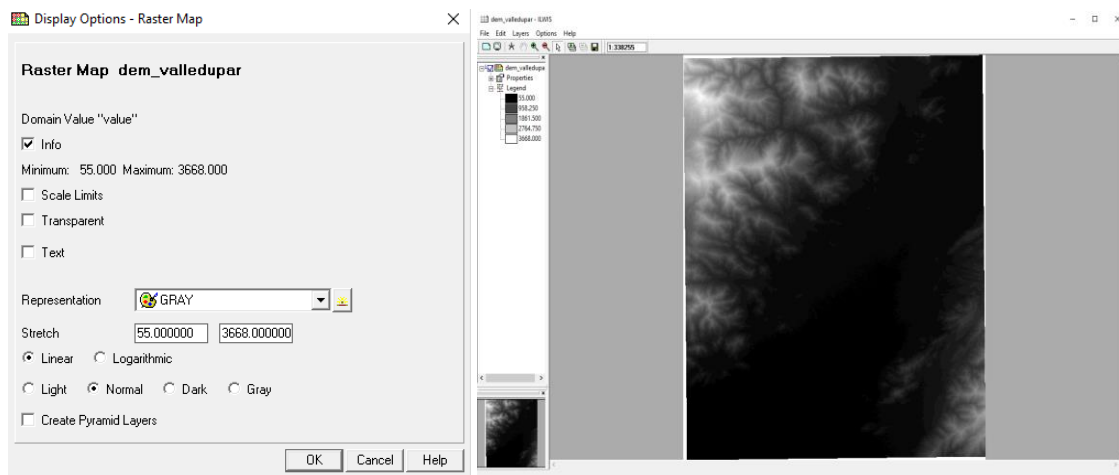 Display Options - Raster Map
Raster Map dem_valledupar
Domain Value "value"
Info
Minimum: 55.000 Maximum: 3668.000
Scale Limits
Transparent
Text
Representation GRAY
Stretch 55.000000 3668.000000
Linear Logarithmic
Light Normal Dark Gray
Create Pyramid Layers
OK Cancel Help
dem_valledupar - ILWIS
File Edit Layers Options Help
1:338255
dem_valledupa
Properties
Legend
55.000
958.250
1861.500
2764.750
3668.000